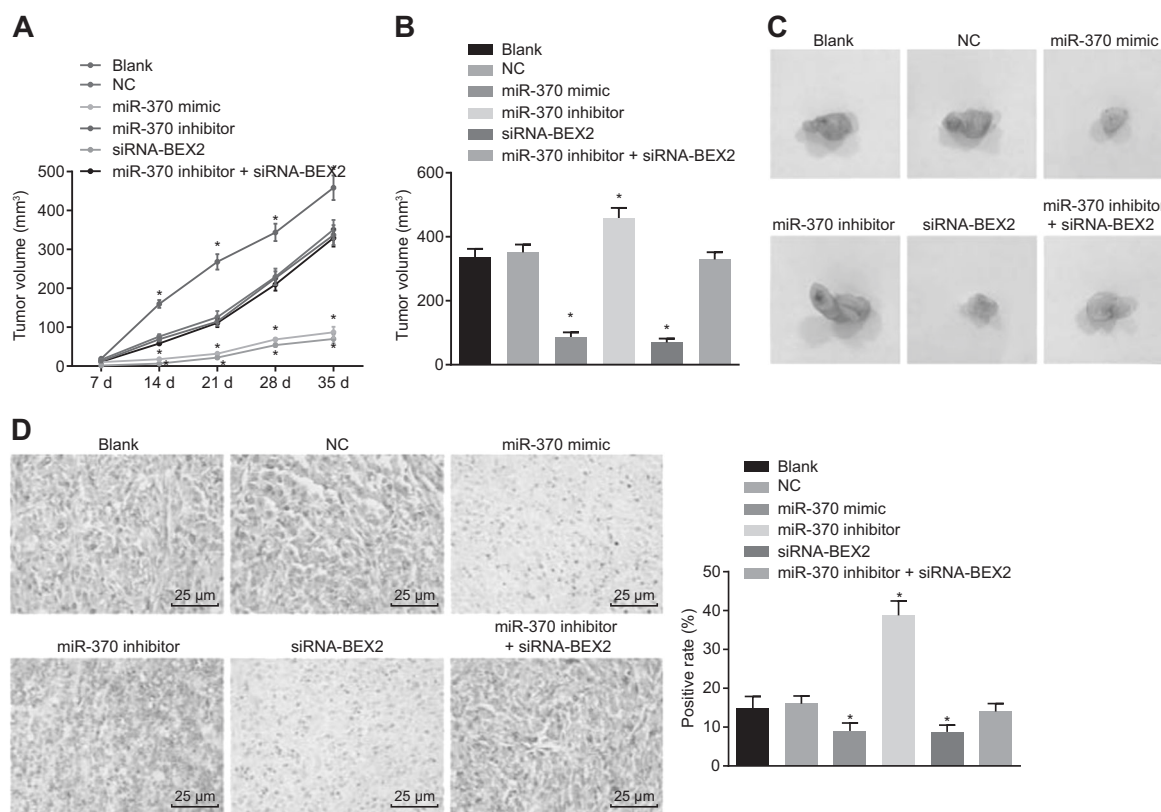 A
Blank
NC
miR-370 mimic
miR-370 inhibitor
siRNA-BEX2
miR-370 inhibitor + siRNA-BEX2
Tumor volume (mm³)
500
400
300
200
100
0
7 d 14 d 21 d 28 d 35 d
* * * *
* * * *
* * * *
B
Blank
NC
miR-370 mimic
miR-370 inhibitor
siRNA-BEX2
miR-370 inhibitor + siRNA-BEX2
Tumor volume (mm³)
600
400
200
0
* * *
C
Blank NC miR-370 mimic
miR-370 inhibitor siRNA-BEX2 miR-370 inhibitor
+ siRNA-BEX2
D
Blank NC miR-370 mimic
25 µm 25 µm 25 µm
miR-370 inhibitor siRNA-BEX2 miR-370 inhibitor
+ siRNA-BEX2
25 µm 25 µm 25 µm
Blank
NC
miR-370 mimic
miR-370 inhibitor
siRNA-BEX2
miR-370 inhibitor + siRNA-BEX2
Positive rate (%)
50
40
30
20
10
0
* * *